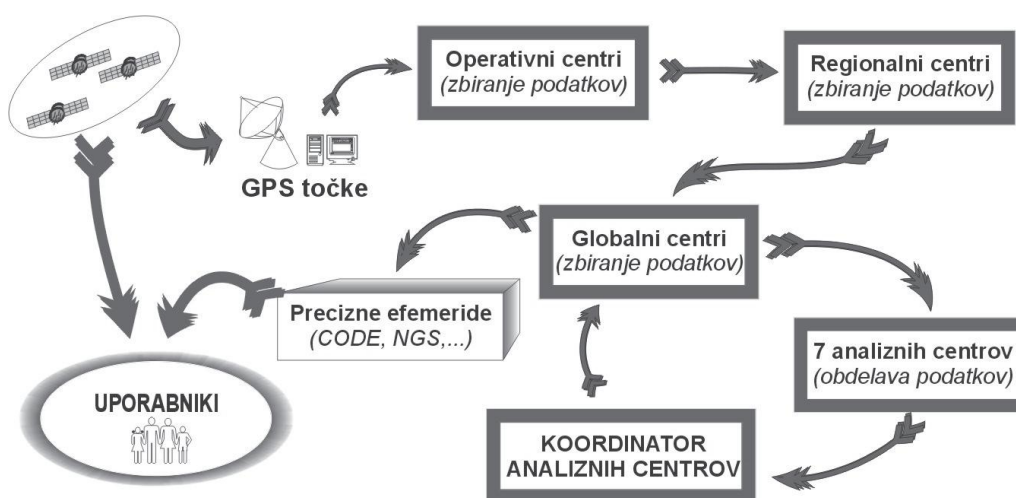 Operativni centri
(zbiranje podatkov)
Regionalni centri
(zbiranje podatkov)
GPS točke
Globalni centri
(zbiranje podatkov)
Precizne efemeride
(CODE, NGS,...)
7 analiznih centrov
(obdelava podatkov)
UPORABNIKI
KOORDINATOR
ANALIZNIH CENTROV